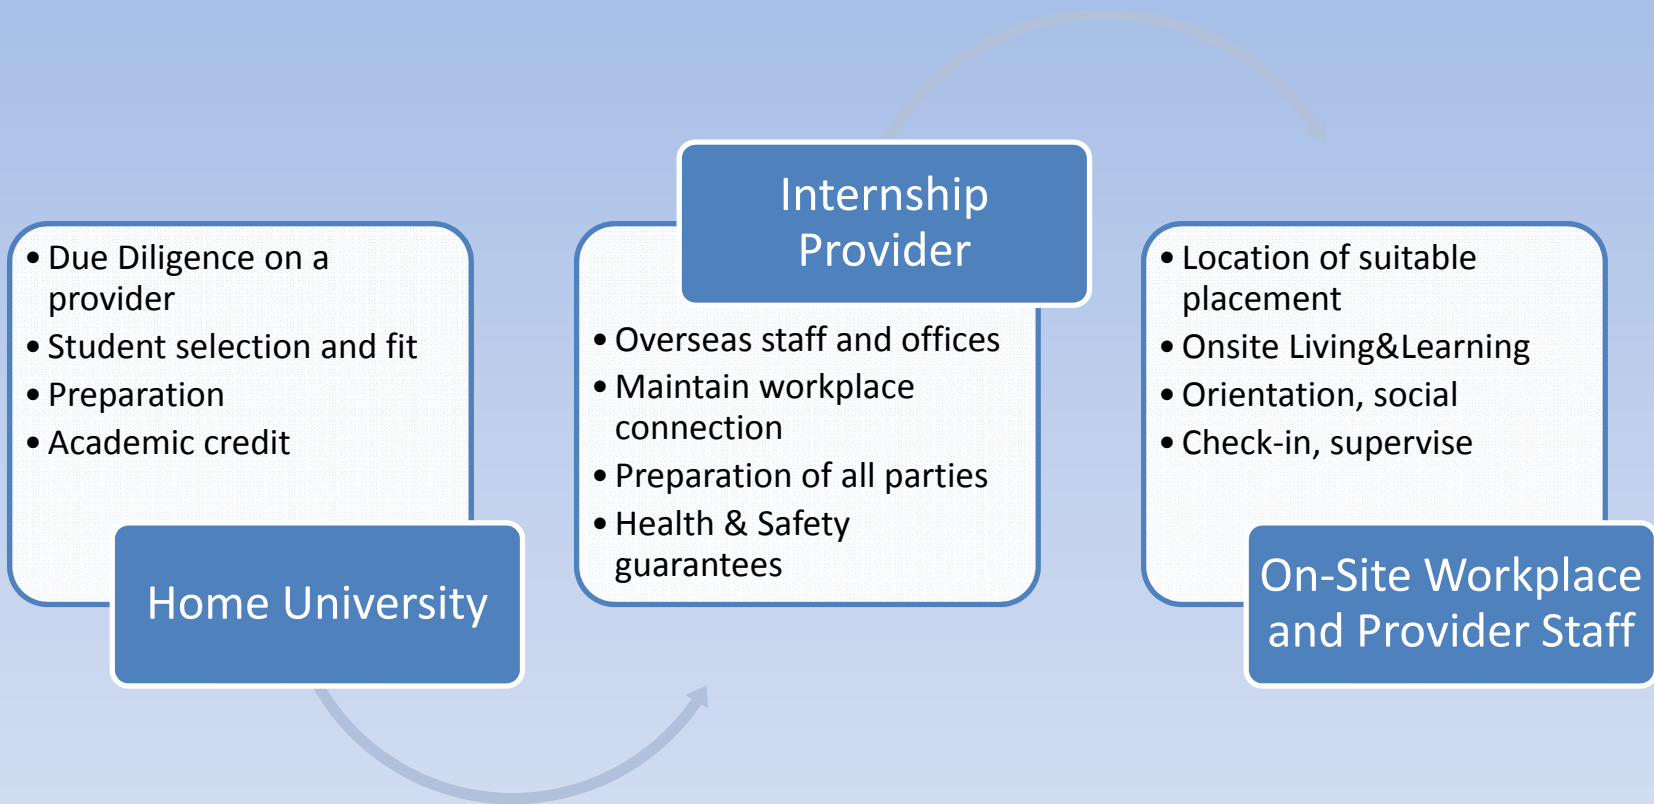 • Due Diligence on a
provider
• Student selection and fit
• Preparation
• Academic credit
Home University
Internship
Provider
• Overseas staff and offices
• Maintain workplace
connection
• Preparation of all parties
• Health & Safety
guarantees
• Location of suitable
placement
• Onsite Living&Learning
• Orientation, social
• Check-in, supervise
On-Site Workplace
and Provider Staff